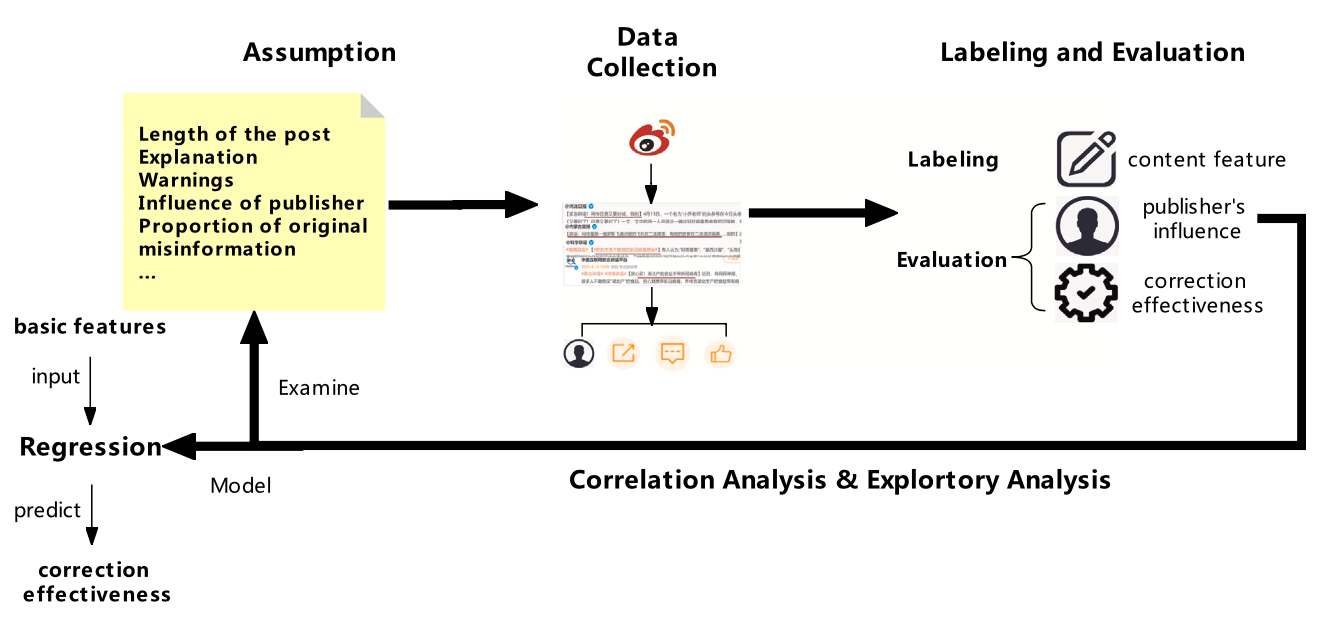 Assumption
Data
Collection
Labeling and Evaluation
Length of the post
Explanation
Warnings
Influence of publisher
Proportion of original
misinformation
...
Labeling
content feature
publisher's
influence
Evaluation
correction
effectiveness
basic features
input
Examine
Regression
Model
Correlation Analysis & Explortory Analysis
predict
correction
effectiveness